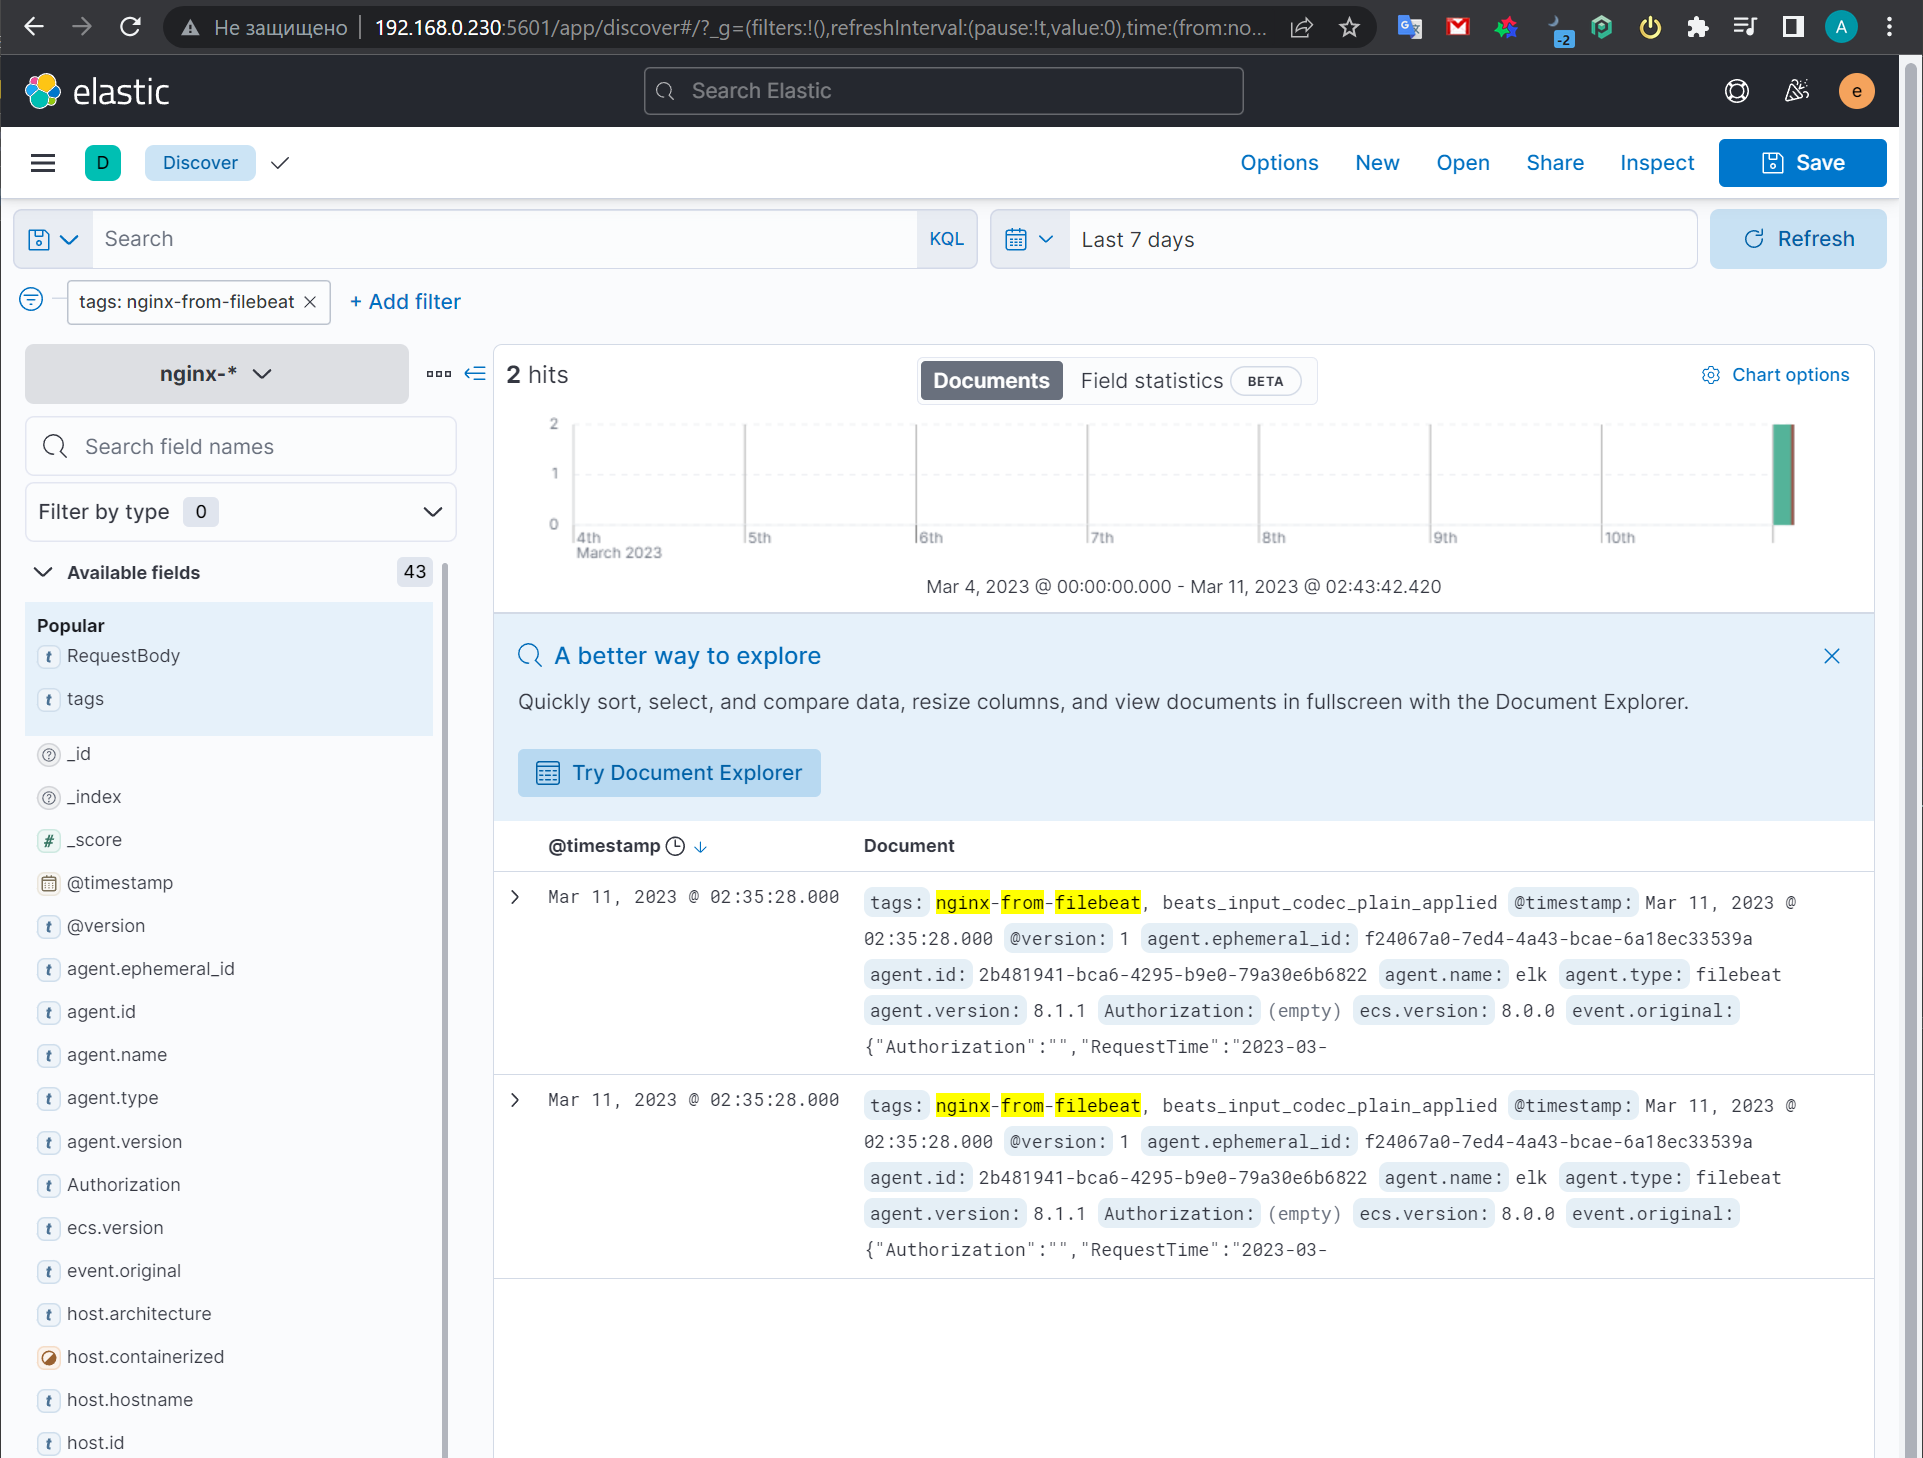 Не защищено 192.168.0.230:5601/app/discover#/?_g=(filters:!(),refreshInterval:(pause:!t,value:0),time:(from:no...
-2
A
elastic
Search Elastic
e
D
Discover
Options
New
Open
Share
Inspect
Save
Search
KQL
Last 7 days
Refresh
tags: nginx-from-filebeat
+ Add filter
nginx-*
2 hits
Documents
Field statistics
BETA
Chart options
Search field names
Filter by type 0
Available fields 43
Popular
t RequestBody
t tags
? _id
? _index
# _score
@timestamp
t @version
t agent.ephemeral_id
t agent.id
t agent.name
t agent.type
t agent.version
t Authorization
t ecs.version
t event.original
t host.architecture
host.containerized
t host.hostname
t host.id
2
1
0
4th
5th
6th
7th
8th
9th
10th
March 2023
Mar 4, 2023 @ 00:00:00.000 - Mar 11, 2023 @ 02:43:42.420
A better way to explore
Quickly sort, select, and compare data, resize columns, and view documents in fullscreen with the Document Explorer.
Try Document Explorer
@timestamp
Document
Mar 11, 2023 @ 02:35:28.000
tags: nginx-from-filebeat, beats_input_codec_plain_applied @timestamp: Mar 11, 2023 @
02:35:28.000 @version: 1 agent.ephemeral_id: f24067a0-7ed4-4a43-bcae-6a18ec33539a
agent.id: 2b481941-bca6-4295-b9e0-79a30e6b6822 agent.name: elk agent.type: filebeat
agent.version: 8.1.1 Authorization: (empty) ecs.version: 8.0.0 event.original:
{"Authorization":"","RequestTime":"2023-03-
Mar 11, 2023 @ 02:35:28.000
tags: nginx-from-filebeat, beats_input_codec_plain_applied @timestamp: Mar 11, 2023 @
02:35:28.000 @version: 1 agent.ephemeral_id: f24067a0-7ed4-4a43-bcae-6a18ec33539a
agent.id: 2b481941-bca6-4295-b9e0-79a30e6b6822 agent.name: elk agent.type: filebeat
agent.version: 8.1.1 Authorization: (empty) ecs.version: 8.0.0 event.original:
{"Authorization":"","RequestTime":"2023-03-